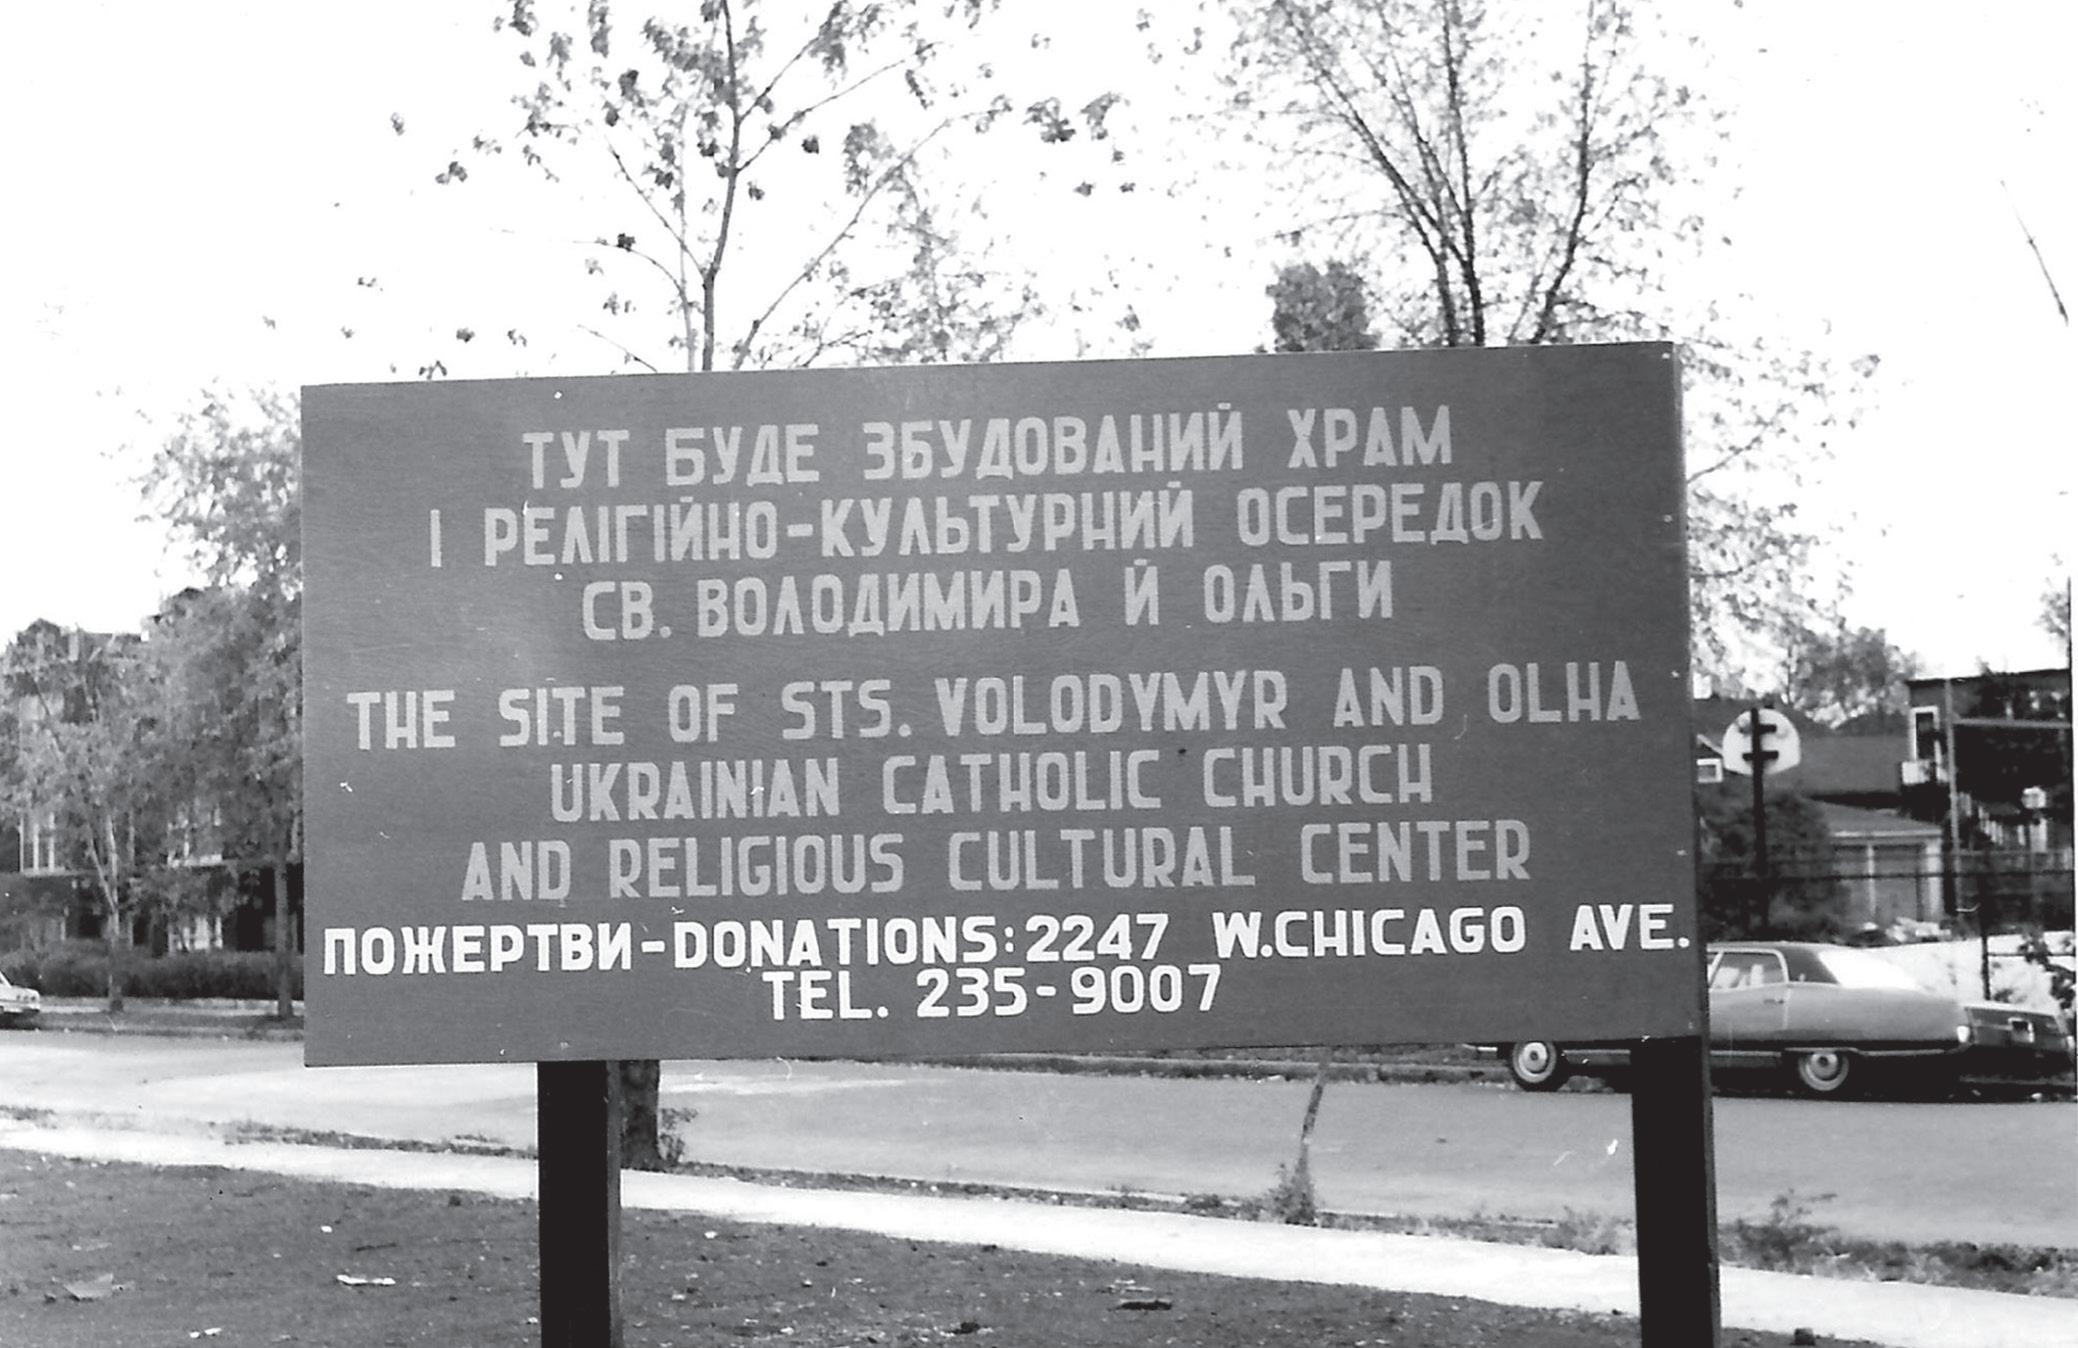 ТУТ БУДЕ ЗБУДОВАНИЙ ХРАМ
І РЕЛІГІЙНО-КУЛЬТУРНИЙ ОСЕРЕДОК
СВ. ВОЛОДИМИРА Й ОЛЬГИ
THE SITE OF STS. VOLODYMYR AND OLHA
UKRAINIAN CATHOLIC CHURCH
AND RELIGIOUS CULTURAL CENTER
ПОЖЕРТВИ-DONATIONS: 2247 W.CHICAGO AVE.
TEL. 235-9007